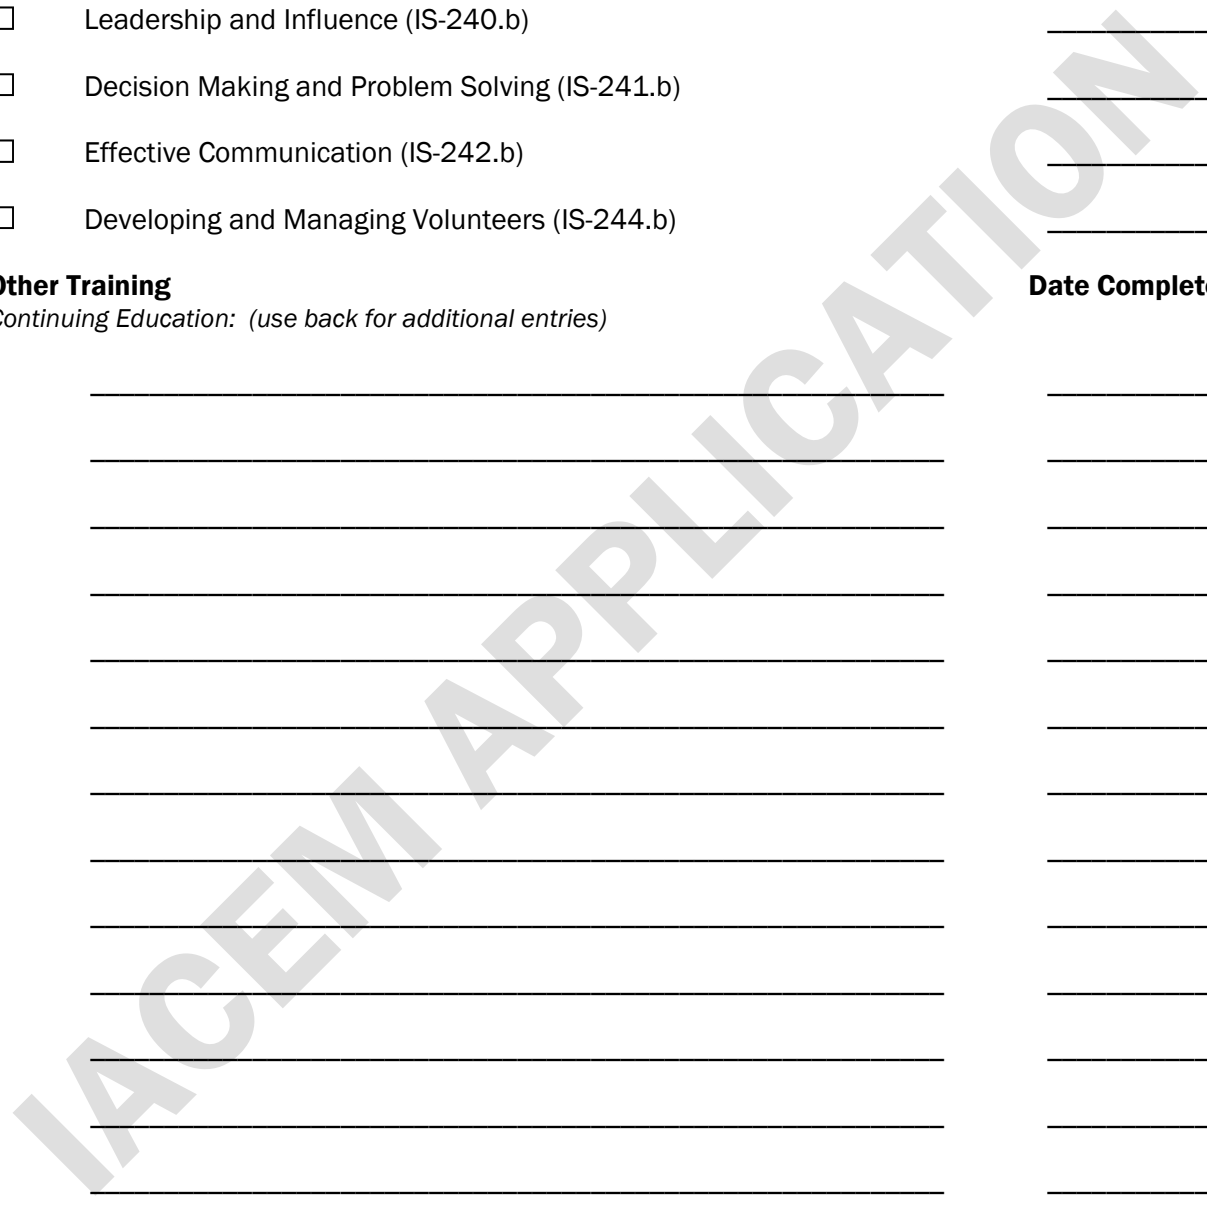 Leadership and Influence (IS-240.b)
Decision Making and Problem Solving (IS-241.b)
Effective Communication (IS-242.b)
Developing and Managing Volunteers (IS-244.b)
Other Training Date Complete
Continuing Education: (use back for additional entries)
IACEM APPLICATION